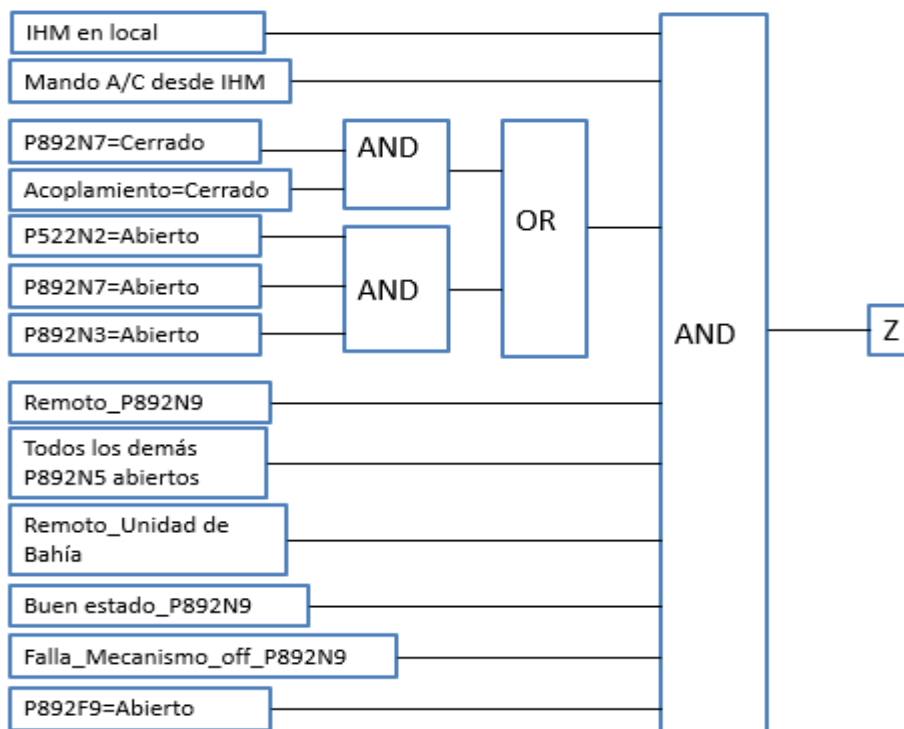 IHM en local
Mando A/C desde IHM
P892N7=Cerrado
Acoplamiento=Cerrado
AND
P522N2=Abierto
P892N7=Abierto
P892N3=Abierto
AND
OR
Remoto_P892N9
Todos los demás
P892N5 abiertos
Remoto_Unidad de
Bahía
Buen estado_P892N9
Falla_Mecanismo_off_P892N9
P892F9=Abierto
AND
Z